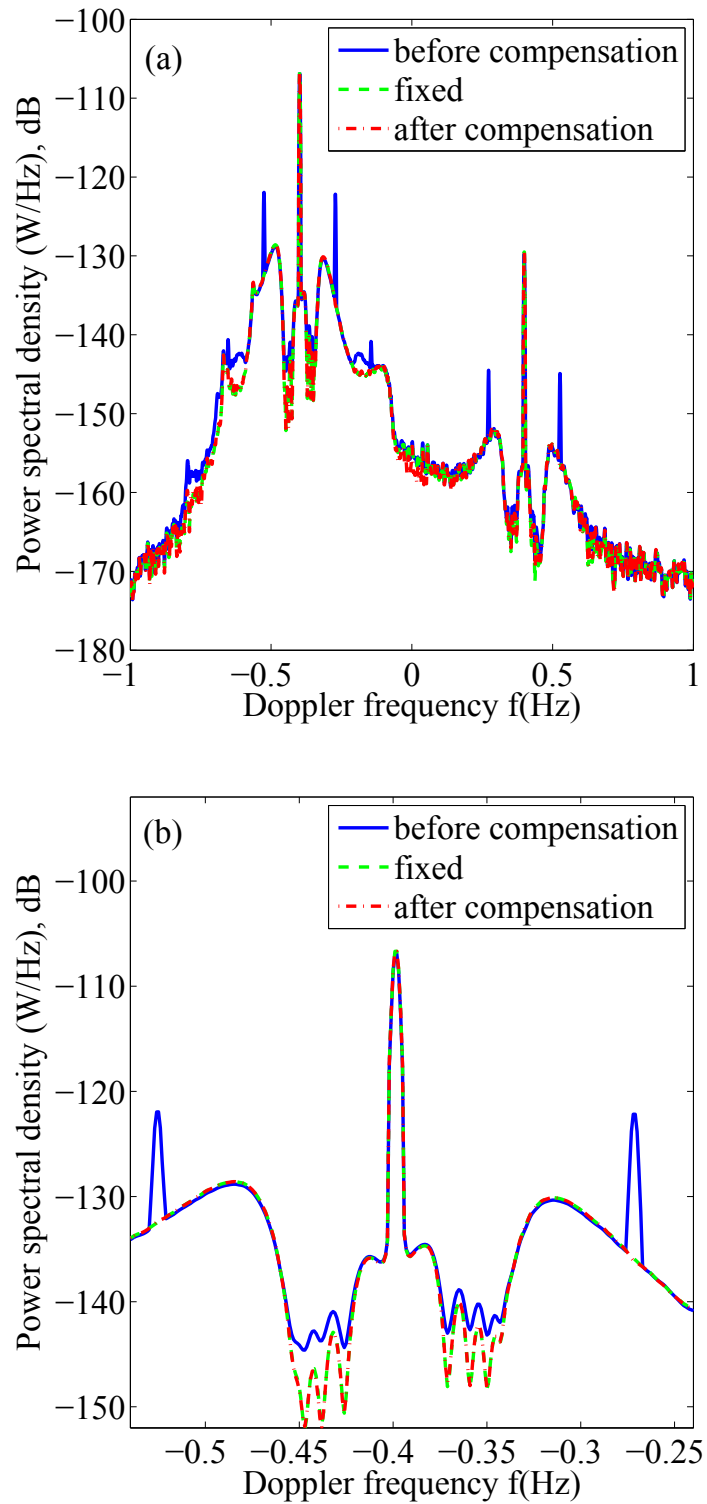 (a)
before compensation
fixed
after compensation
−100
−110
−120
−130
−140
−150
−160
−170
−180
Power spectral density (W/Hz), dB
−1
−0.5
0
0.5
1
Doppler frequency f(Hz)
(b)
before compensation
fixed
after compensation
−100
−110
−120
−130
−140
−150
Power spectral density (W/Hz), dB
−0.5
−0.45
−0.4
−0.35
−0.3
−0.25
Doppler frequency f(Hz)